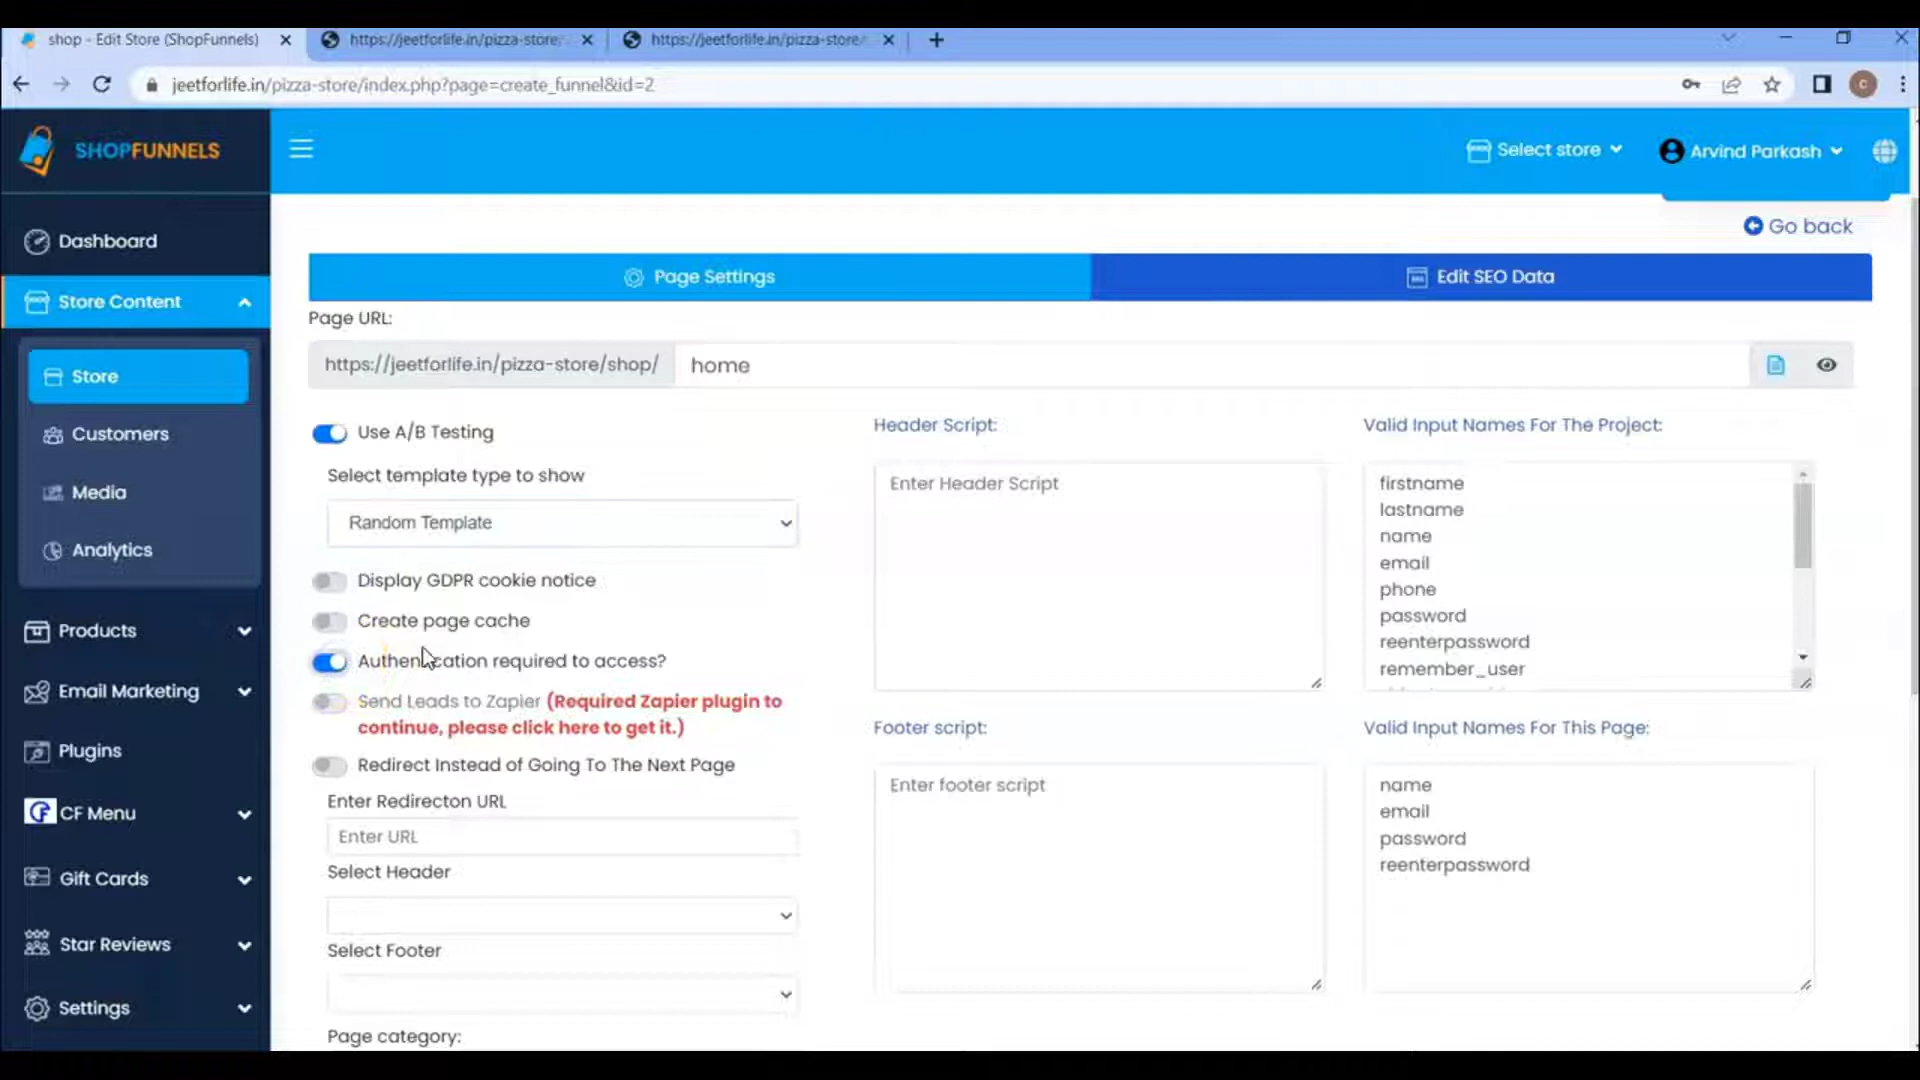 shop - Edit Store (ShopFunnels)
https://jeetforlife.in/pizza-store/
https://jeetforlife.in/pizza-store/
jeetforlife.in/pizza-store/index.php?page=create_funnel&id=2
C
SHOPFUNNELS
Select store
Arvind Parkash
Dashboard
Store Content
Store
Customers
Media
Analytics
Products
Email Marketing
Plugins
CF Menu
Gift Cards
Star Reviews
Settings
Go back
Page Settings
Edit SEO Data
Page URL:
https://jeetforlife.in/pizza-store/shop/
home
Use A/B Testing
Select template type to show
Random Template
Display GDPR cookie notice
Create page cache
Authentication required to access?
Send Leads to Zapier (Required Zapier plugin to
continue, please click here to get it.)
Redirect Instead of Going To The Next Page
Enter Redirecton URL
Enter URL
Select Header
Select Footer
Page category:
Header Script:
Enter Header Script
Footer script:
Enter footer script
Valid Input Names For The Project:
firstname
lastname
name
email
phone
password
reenterpassword
remember_user
Valid Input Names For This Page:
name
email
password
reenterpassword